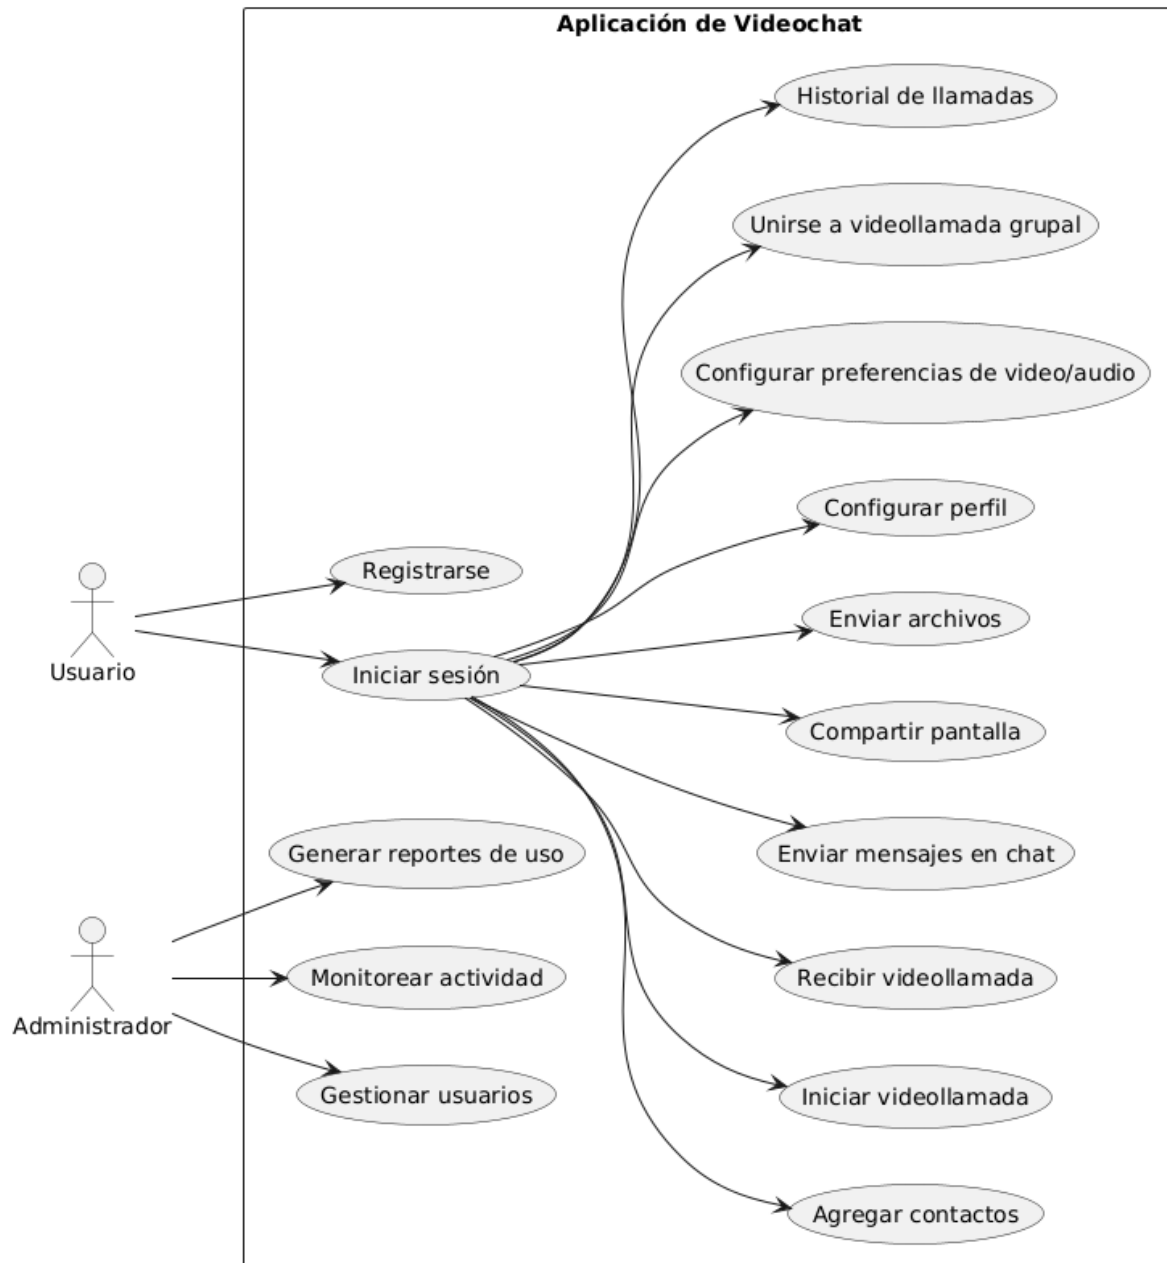 Aplicación de Videochat
Historial de llamadas
Unirse a videollamada grupal
Configurar preferencias de video/audio
Configurar perfil
Registrarse
Enviar archivos
Usuario
Iniciar sesión
Compartir pantalla
Generar reportes de uso
Enviar mensajes en chat
Monitorear actividad
Recibir videollamada
Administrador
Gestionar usuarios
Iniciar videollamada
Agregar contactos